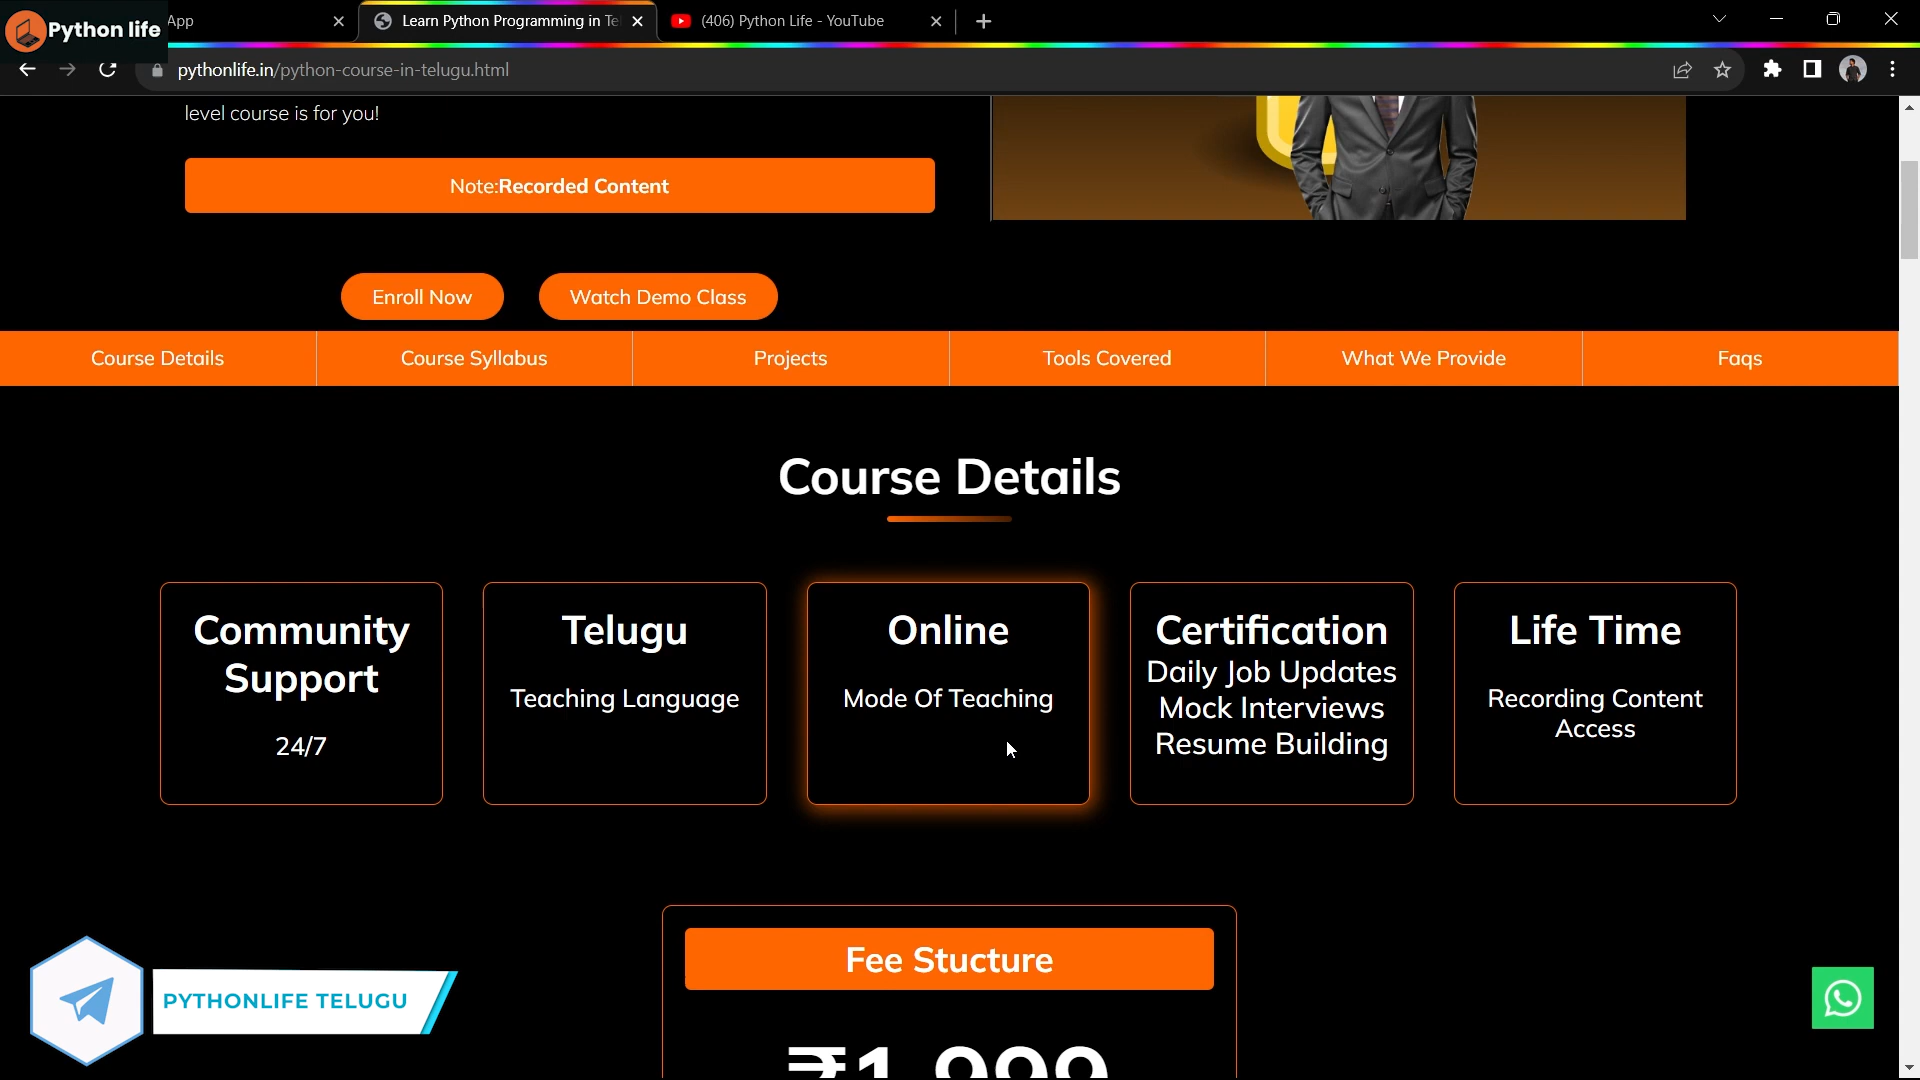 Python life
App
Learn Python Programming in Te
(406) Python Life - YouTube
pythonlife.in/python-course-in-telugu.html
level course is for you!
Note:Recorded Content
Enroll Now
Watch Demo Class
Course Details
Course Syllabus
Projects
Tools Covered
What We Provide
Faqs
Course Details
Community
Support
24/7
Telugu
Teaching Language
Online
Mode Of Teaching
Certification
Daily Job Updates
Mock Interviews
Resume Building
Life Time
Recording Content
Access
Fee Stucture
₹1,999
PYTHONLIFE TELUGU